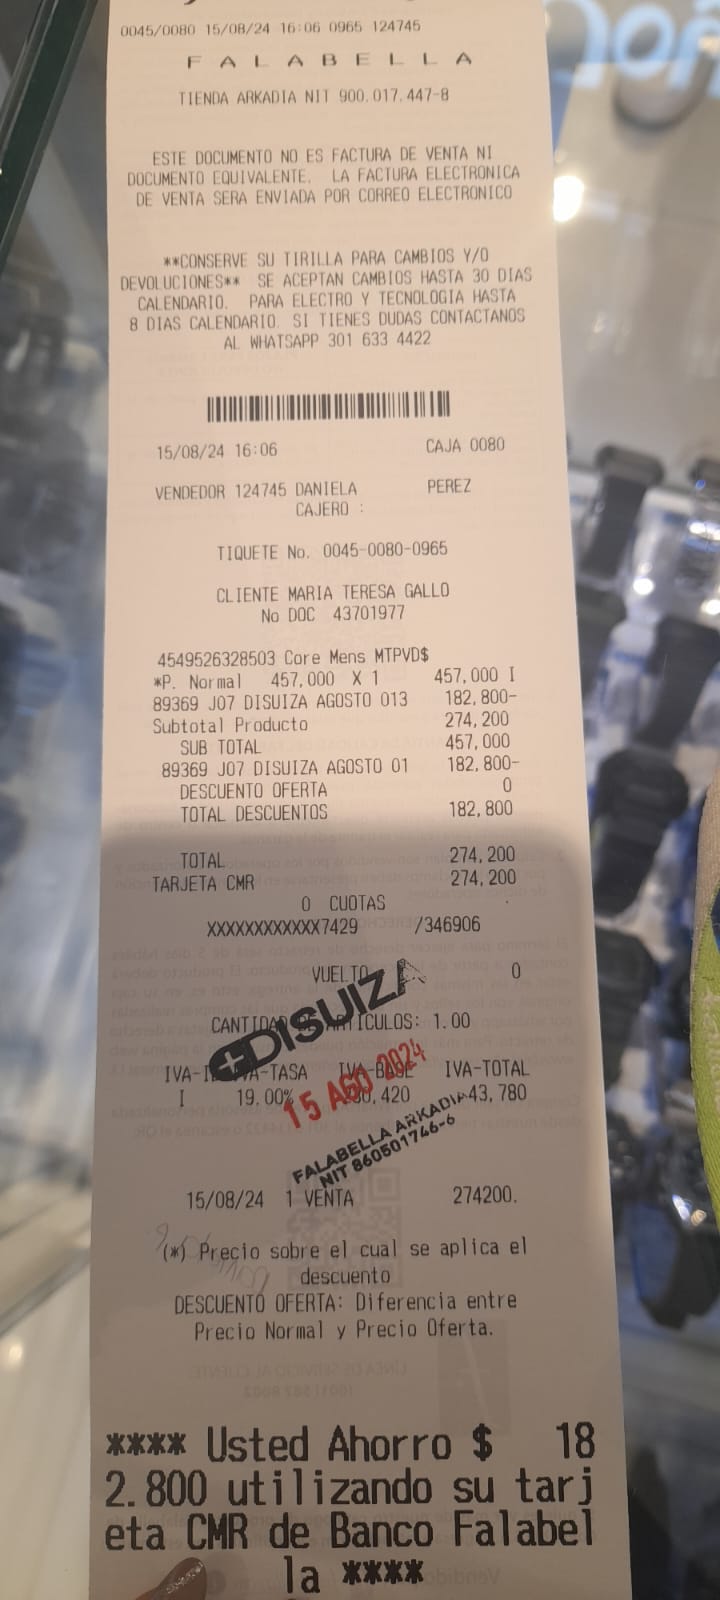 0045/0080 15/08/24 16:06 0965 124745
FALABELLA
TIENDA ARKADIA NIT 900.017.447-8
ESTE DOCUMENTO NO ES FACTURA DE VENTA NI
DOCUMENTO EQUIVALENTE. LA FACTURA ELECTRONICA
DE VENTA SERA ENVIADA POR CORREO ELECTRONICO
**CONSERVE SU TIRILLA PARA CAMBIOS Y/O
DEVOLUCIONES** SE ACEPTAN CAMBIOS HASTA 30 DIAS
CALENDARIO. PARA ELECTRO Y TECNOLOGIA HASTA
8 DIAS CALENDARIO. SI TIENES DUDAS CONTACTANOS
AL WHATSAPP 301 633 4422
15/08/24 16:06 CAJA 0080
VENDEDOR 124745 DANIELA PEREZ
CAJERO :
TIQUETE No. 0045-0080-0965
CLIENTE MARIA TERESA GALLO
No DOC 43701977
4549526328503 Core Mens MTPVD$
*P. Normal 457,000 X 1 457,000 I
89369 J07 DISUIZA AGOSTO 013 182,800-
Subtotal Producto 274,200
SUB TOTAL 457,000
89369 J07 DISUIZA AGOSTO 01 182,800-
DESCUENTO OFERTA 0
TOTAL DESCUENTOS 182,800
TOTAL 274,200
TARJETA CMR 274,200
0 CUOTAS
XXXXXXXXXXXX7429 /346906
VUELTO 0
DISUIZA
CANTIDAD DE ARTICULOS: 1.00
15 AGO 2024
IVA-TASA IVA-BASE IVA-TOTAL
I 19.00% 43,780
FALABELLA ARKADIA
NIT 860501746-6
15/08/24 1 VENTA 274200.
(*) Precio sobre el cual se aplica el
descuento
DESCUENTO OFERTA: Diferencia entre
Precio Normal y Precio Oferta.
**** Usted Ahorro $ 18
2.800 utilizando su tarj
eta CMR de Banco Falabel
la ****